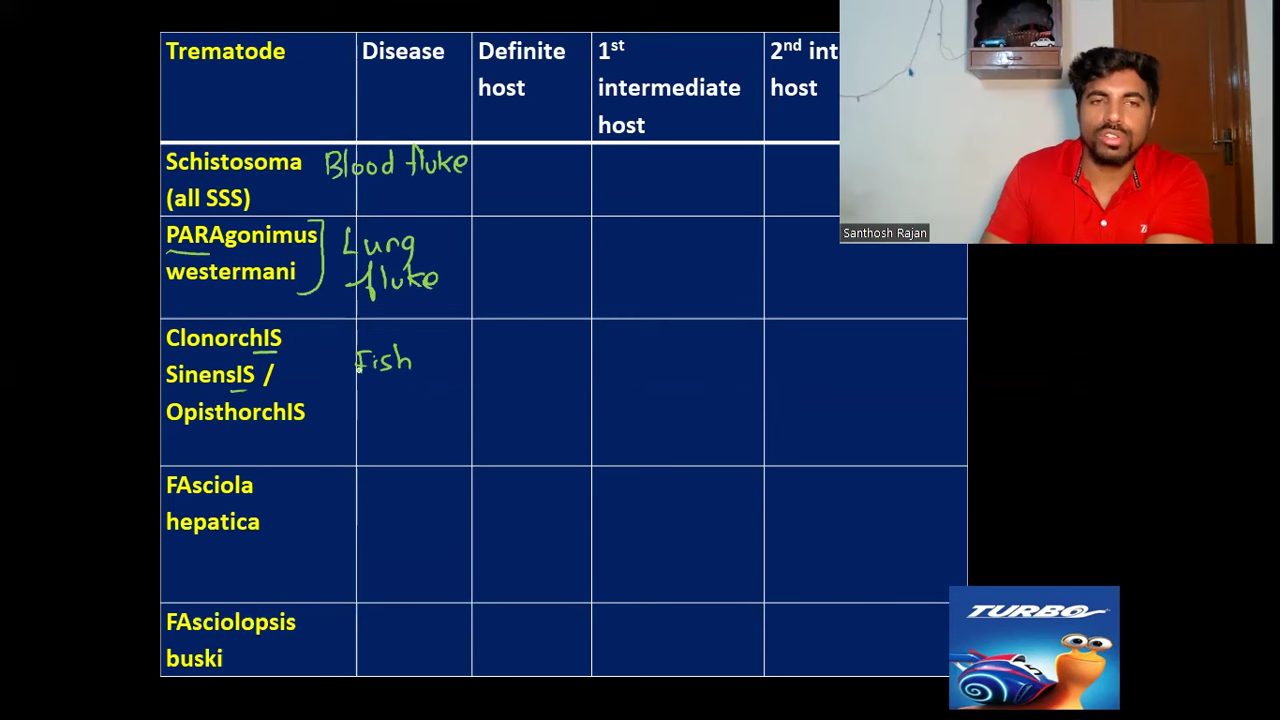 Trematode
Disease
Definite
host
1st
intermediate
host
2nd int
host
Schistosoma
(all SSS)
Blood fluke
PARAgonimus
westermani
Lung
fluke
ClonorchIS
SinensIS /
OpisthorchIS
Fish
FAsciola
hepatica
FAsciolopsis
buski
Santhosh Rajan
TURBO